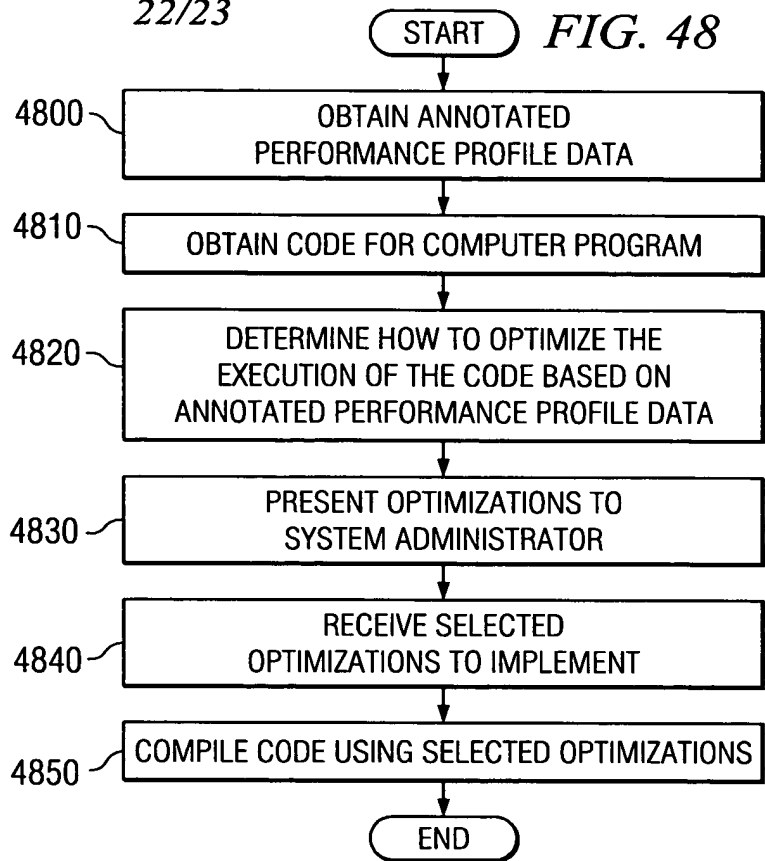 22/23
START
FIG. 48
4800
OBTAIN ANNOTATED
PERFORMANCE PROFILE DATA
4810
OBTAIN CODE FOR COMPUTER PROGRAM
4820
DETERMINE HOW TO OPTIMIZE THE
EXECUTION OF THE CODE BASED ON
ANNOTATED PERFORMANCE PROFILE DATA
4830
PRESENT OPTIMIZATIONS TO
SYSTEM ADMINISTRATOR
4840
RECEIVE SELECTED
OPTIMIZATIONS TO IMPLEMENT
4850
COMPILE CODE USING SELECTED OPTIMIZATIONS
END